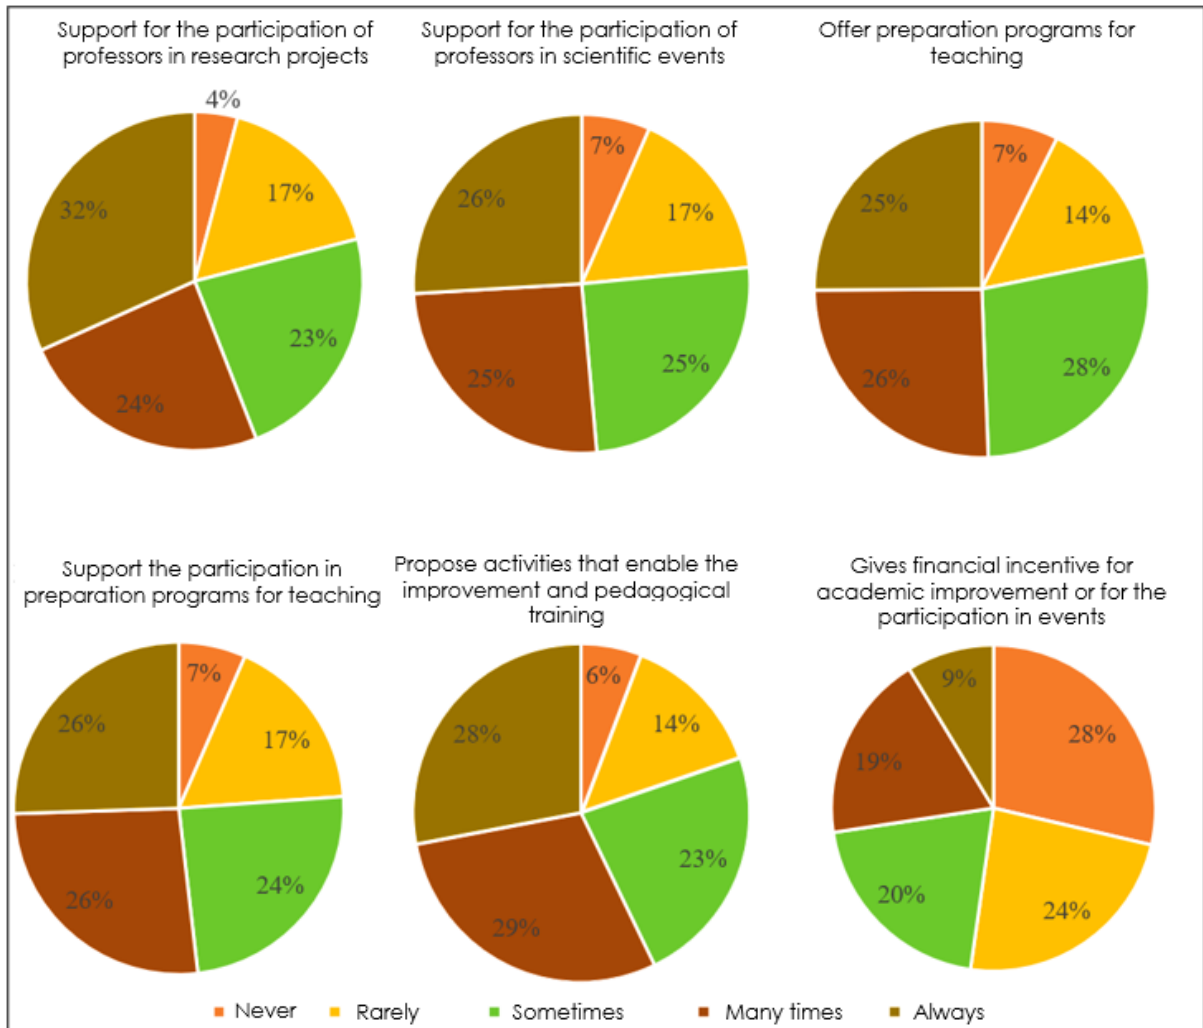 Support for the participation of
professors in research projects
4%
17%
23%
24%
32%
Support for the participation of
professors in scientific events
7%
17%
25%
25%
26%
Offer preparation programs for
teaching
7%
14%
28%
26%
25%
Support the participation in
preparation programs for teaching
7%
17%
24%
26%
26%
Propose activities that enable the
improvement and pedagogical
training
6%
14%
23%
29%
28%
Gives financial incentive for
academic improvement or for the
participation in events
28%
24%
20%
19%
9%
Never Rarely Sometimes Many times Always